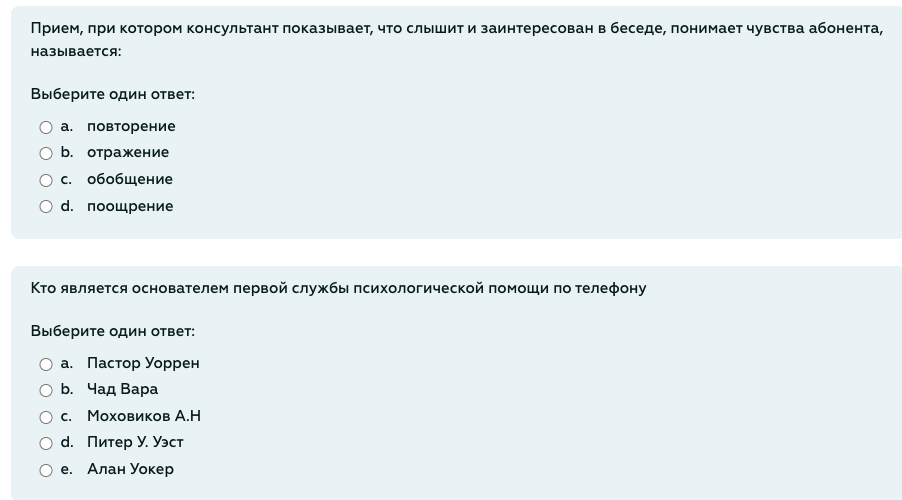 Прием, при котором консультант показывает, что слышит и заинтересован в беседе, понимает чувства абонента,
называется:
Выберите один ответ:
a. повторение
b. отражение
c. обобщение
d. поощрение
Кто является основателем первой службы психологической помощи по телефону
Выберите один ответ:
a. Пастор Уоррен
b. Чад Вара
c. Моховиков А.Н
d. Питер У. Уэст
e. Алан Уокер